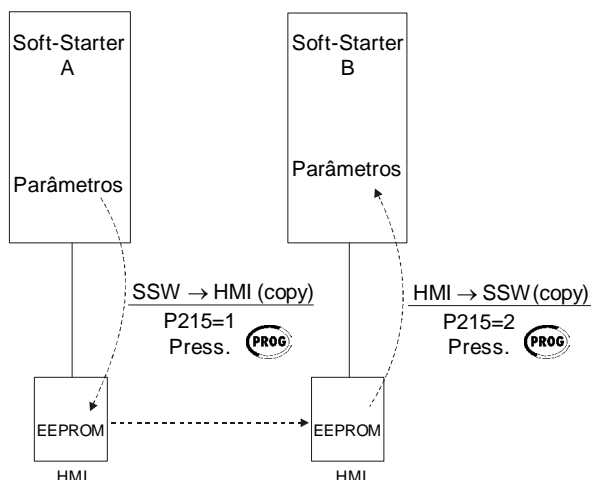 Soft-Starter
A
Parâmetros
SSW → HMI (copy)
P215=1
Press. PROG
EEPROM
HMI
Soft-Starter
B
Parâmetros
HMI → SSW (copy)
P215=2
Press. PROG
EEPROM
HMI